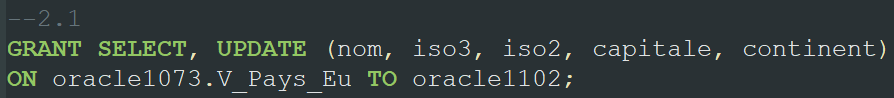 --2.1
GRANT SELECT, UPDATE (nom, iso3, iso2, capitale, continent)
ON oracle1073.V_Pays_Eu TO oracle1102;